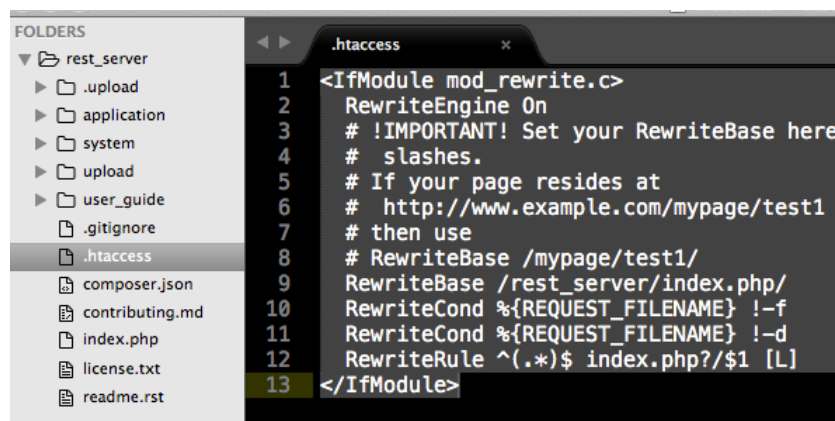 FOLDERS
rest_server
.upload
application
system
upload
user_guide
.gitignore
.htaccess
composer.json
contributing.md
index.php
license.txt
readme.rst
.htaccess ×
1 <IfModule mod_rewrite.c>
2 RewriteEngine On
3 # !IMPORTANT! Set your RewriteBase here
4 #  slashes.
5 # If your page resides at
6 #  http://www.example.com/mypage/test1
7 # then use
8 # RewriteBase /mypage/test1/
9 RewriteBase /rest_server/index.php/
10 RewriteCond %{REQUEST_FILENAME} !-f
11 RewriteCond %{REQUEST_FILENAME} !-d
12 RewriteRule ^(.*)$ index.php?/$1 [L]
13 </IfModule>